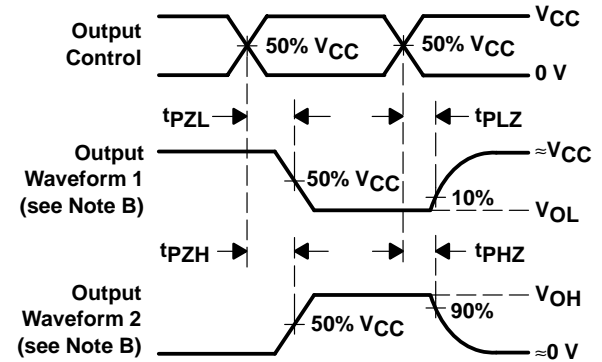 Output
Control
50% VCC
50% VCC
VCC
0 V
tPZL
tPLZ
Output
Waveform 1
(see Note B)
50% VCC
10%
≈VCC
VOL
tPZH
tPHZ
Output
Waveform 2
(see Note B)
50% VCC
90%
VOH
≈0 V